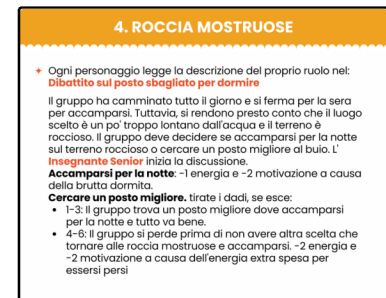 4. ROCCIA MOSTRUOSE
Ogni personaggio legge la descrizione del proprio ruolo nel:
Dibattito sul posto sbagliato per dormire
Il gruppo ha camminato tutto il giorno e si ferma per la sera
per accamparsi. Tuttavia, si rendono presto conto che il luogo
scelto è un po' troppo lontano dall'acqua e il terreno è
roccioso. Il gruppo deve decidere se accamparsi per la notte
sul terreno roccioso o cercare un posto migliore al buio. L'
Insegnante Senior inizia la discussione.
Accamparsi per la notte: -1 energia e -2 motivazione a causa
della brutta dormita.
Cercare un posto migliore. tirate i dadi, se esce:
• 1-3: Il gruppo trova un posto migliore dove accamparsi
per la notte e tutto va bene.
• 4-6: Il gruppo si perde prima di non avere altra scelta che
tornare alle roccia mostruose e accamparsi. -2 energia e
-2 motivazione a causa dell'energia extra spesa per
essersi persi